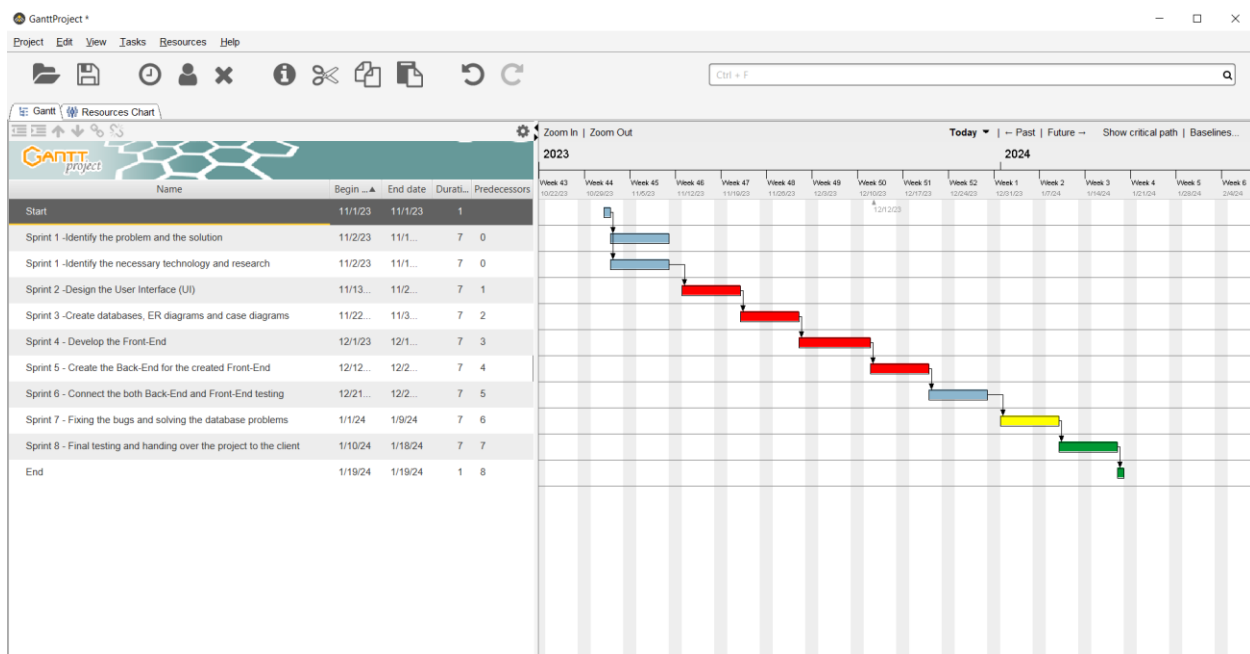 GanttProject *
Project Edit View Tasks Resources Help
Ctrl + F
Gantt Resources Chart
Zoom In | Zoom Out Today | ← Past | Future → Show critical path | Baselines...
GANTT project
2023 2024
Name Begin ... End date Durati... Predecessors
Week 43 Week 44 Week 45 Week 46 Week 47 Week 48 Week 49 Week 50 Week 51 Week 52 Week 1 Week 2 Week 3 Week 4 Week 5 Week 6
10/22/23 10/29/23 11/5/23 11/12/23 11/19/23 11/26/23 12/3/23 12/10/23 12/17/23 12/24/23 12/31/23 1/7/24 1/14/24 1/21/24 1/28/24 2/4/24
12/12/23
Start 11/1/23 11/1/23 1
Sprint 1 -Identify the problem and the solution 11/2/23 11/1... 7 0
Sprint 1 -Identify the necessary technology and research 11/2/23 11/1... 7 0
Sprint 2 -Design the User Interface (UI) 11/13... 11/2... 7 1
Sprint 3 -Create databases, ER diagrams and case diagrams 11/22... 11/3... 7 2
Sprint 4 - Develop the Front-End 12/1/23 12/1... 7 3
Sprint 5 - Create the Back-End for the created Front-End 12/12... 12/2... 7 4
Sprint 6 - Connect the both Back-End and Front-End testing 12/21... 12/2... 7 5
Sprint 7 - Fixing the bugs and solving the database problems 1/1/24 1/9/24 7 6
Sprint 8 - Final testing and handing over the project to the client 1/10/24 1/18/24 7 7
End 1/19/24 1/19/24 1 8